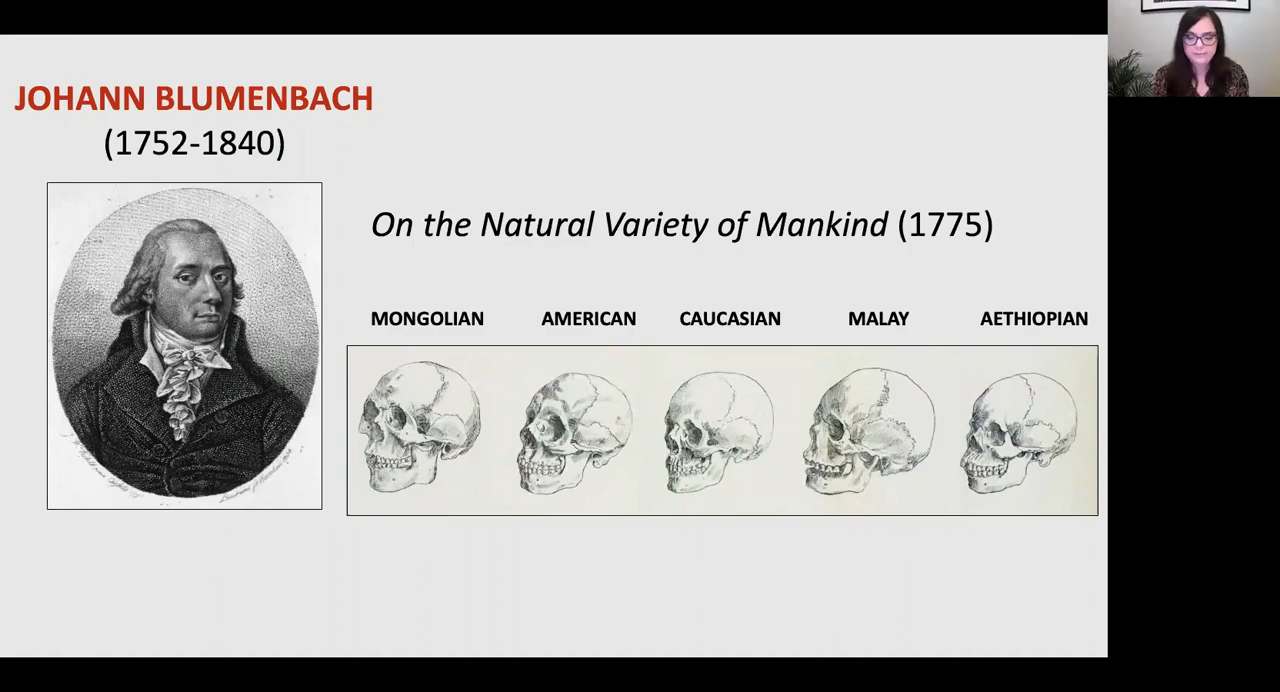 JOHANN BLUMENBACH
(1752-1840)
On the Natural Variety of Mankind (1775)
MONGOLIAN AMERICAN CAUCASIAN MALAY AETHIOPIAN